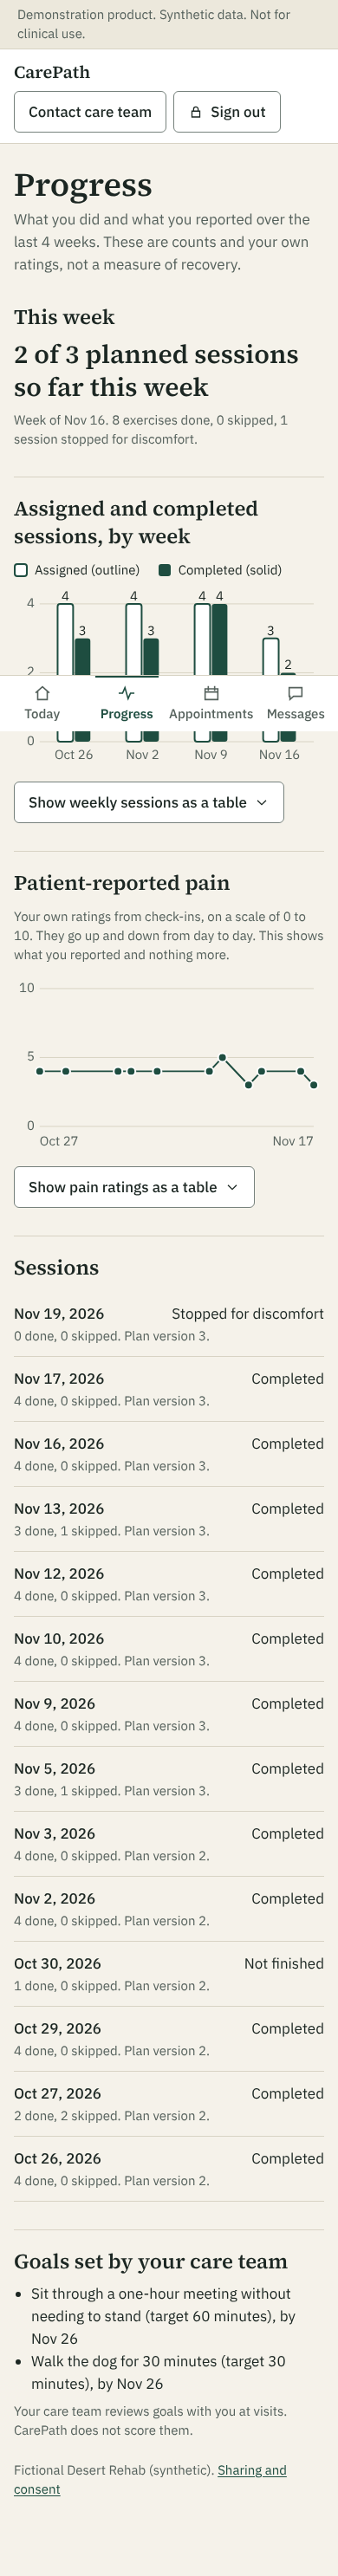 Demonstration product. Synthetic data. Not for
clinical use.
CarePath
Contact care team
Sign out
Progress
What you did and what you reported over the
last 4 weeks. These are counts and your own
ratings, not a measure of recovery.
This week
2 of 3 planned sessions
so far this week
Week of Nov 16. 8 exercises done, 0 skipped, 1
session stopped for discomfort.
Assigned and completed
sessions, by week
Assigned (outline) Completed (solid)
4 4 3 4 3 4 4 3 2
2
Today Progress Appointments Messages
0
Oct 26 Nov 2 Nov 9 Nov 16
Show weekly sessions as a table
Patient-reported pain
Your own ratings from check-ins, on a scale of 0 to
10. They go up and down from day to day. This shows
what you reported and nothing more.
10
5
0
Oct 27 Nov 17
Show pain ratings as a table
Sessions
Nov 19, 2026 Stopped for discomfort
0 done, 0 skipped. Plan version 3.
Nov 17, 2026 Completed
4 done, 0 skipped. Plan version 3.
Nov 16, 2026 Completed
4 done, 0 skipped. Plan version 3.
Nov 13, 2026 Completed
3 done, 1 skipped. Plan version 3.
Nov 12, 2026 Completed
4 done, 0 skipped. Plan version 3.
Nov 10, 2026 Completed
4 done, 0 skipped. Plan version 3.
Nov 9, 2026 Completed
4 done, 0 skipped. Plan version 3.
Nov 5, 2026 Completed
3 done, 1 skipped. Plan version 3.
Nov 3, 2026 Completed
4 done, 0 skipped. Plan version 2.
Nov 2, 2026 Completed
4 done, 0 skipped. Plan version 2.
Oct 30, 2026 Not finished
1 done, 0 skipped. Plan version 2.
Oct 29, 2026 Completed
4 done, 0 skipped. Plan version 2.
Oct 27, 2026 Completed
2 done, 2 skipped. Plan version 2.
Oct 26, 2026 Completed
4 done, 0 skipped. Plan version 2.
Goals set by your care team
• Sit through a one-hour meeting without
needing to stand (target 60 minutes), by
Nov 26
• Walk the dog for 30 minutes (target 30
minutes), by Nov 26
Your care team reviews goals with you at visits.
CarePath does not score them.
Fictional Desert Rehab (synthetic). Sharing and
consent